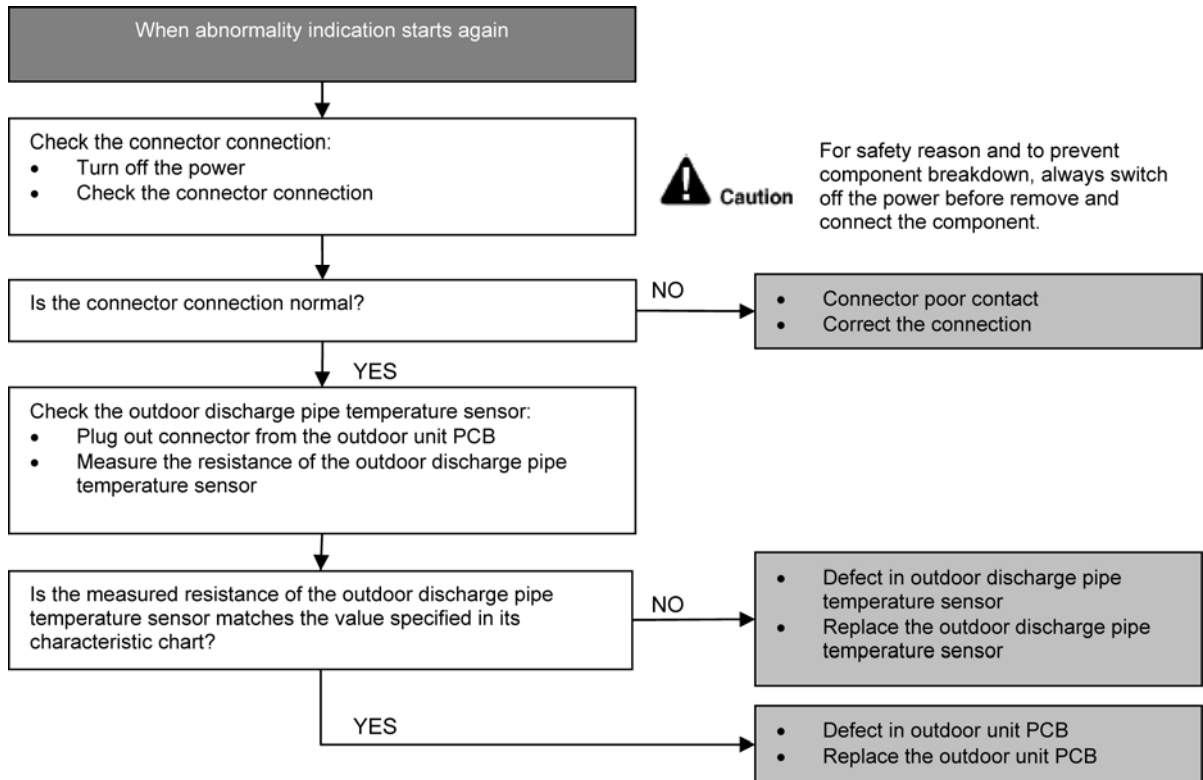 When abnormality indication starts again
Check the connector connection:
• Turn off the power
• Check the connector connection
Caution
For safety reason and to prevent
component breakdown, always switch
off the power before remove and
connect the component.
Is the connector connection normal?
NO
• Connector poor contact
• Correct the connection
YES
Check the outdoor discharge pipe temperature sensor:
• Plug out connector from the outdoor unit PCB
• Measure the resistance of the outdoor discharge pipe
temperature sensor
Is the measured resistance of the outdoor discharge pipe
temperature sensor matches the value specified in its
characteristic chart?
NO
• Defect in outdoor discharge pipe
temperature sensor
• Replace the outdoor discharge pipe
temperature sensor
YES
• Defect in outdoor unit PCB
• Replace the outdoor unit PCB